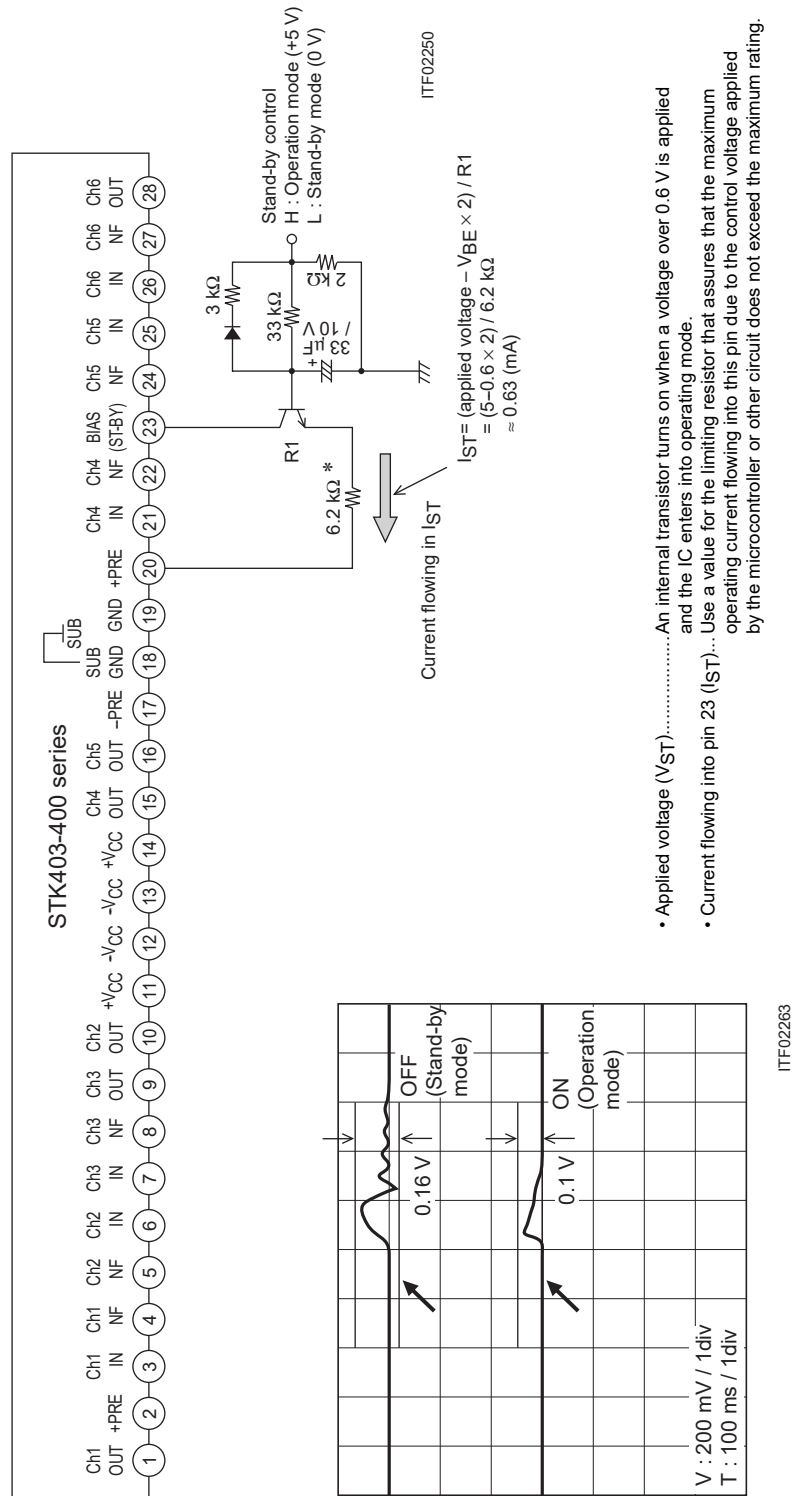 STK403-400 series
Ch1 OUT
+PRE
Ch1 IN
Ch1 NF
Ch2 NF
Ch2 IN
Ch3 IN
Ch3 NF
Ch3 OUT
Ch2 OUT
+VCC
-VCC
-VCC
+VCC
Ch4 OUT
Ch5 OUT
−PRE
SUB GND
GND
+PRE
Ch4 IN
Ch4 NF
BIAS (ST-BY)
Ch5 NF
Ch5 IN
Ch6 IN
Ch6 NF
Ch6 OUT
SUB
1 2 3 4 5 6 7 8 9 10 11 12 13 14 15 16 17 18 19 20 21 22 23 24 25 26 27 28
3 kΩ
33 kΩ
33 µF
/ 10 V
+
2 kΩ
R1
6.2 kΩ *
Stand-by control
H : Operation mode (+5 V)
L : Stand-by mode (0 V)
Current flowing in IST
IST= (applied voltage – VBE × 2) / R1
= (5–0.6 × 2) / 6.2 kΩ
≈ 0.63 (mA)
ITF02250
OFF
(Stand-by
mode)
0.16 V
ON
(Operation
mode)
0.1 V
V : 200 mV / 1div
T : 100 ms / 1div
ITF02263
• Applied voltage (VST).....................An internal transistor turns on when a voltage over 0.6 V is applied
and the IC enters into operating mode.
• Current flowing into pin 23 (IST)... Use a value for the limiting resistor that assures that the maximum
operating current flowing into this pin due to the control voltage applied
by the microcontroller or other circuit does not exceed the maximum rating.